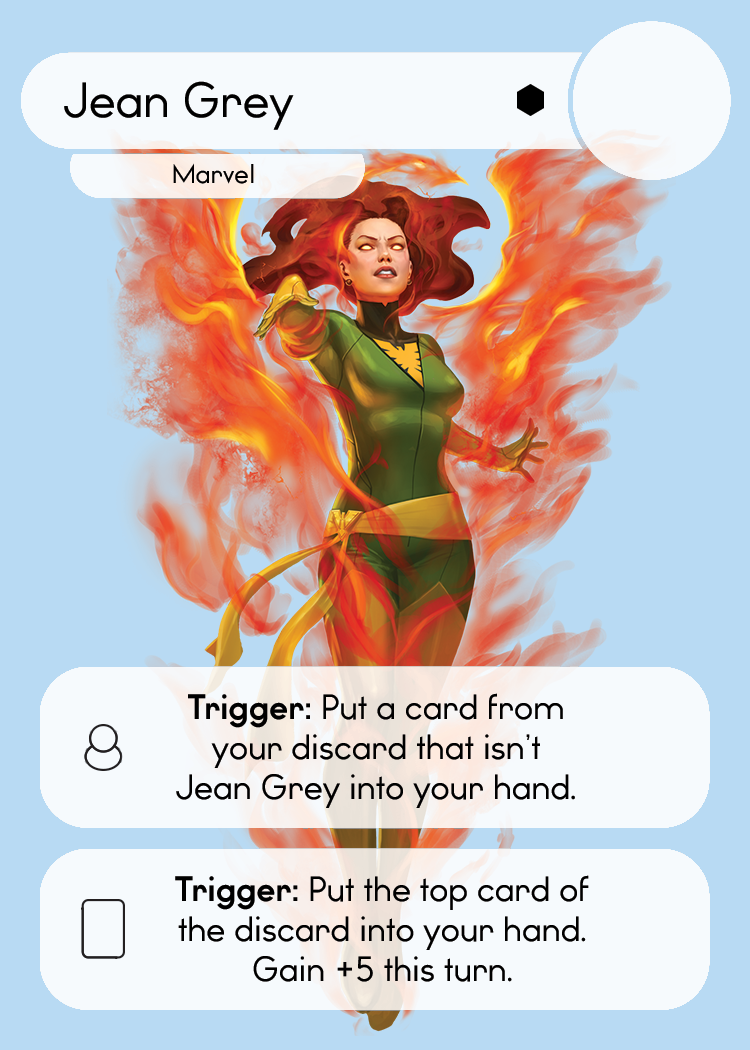 Jean Grey
Marvel
Trigger: Put a card from
your discard that isn't
Jean Grey into your hand.
Trigger: Put the top card of
the discard into your hand.
Gain +5 this turn.